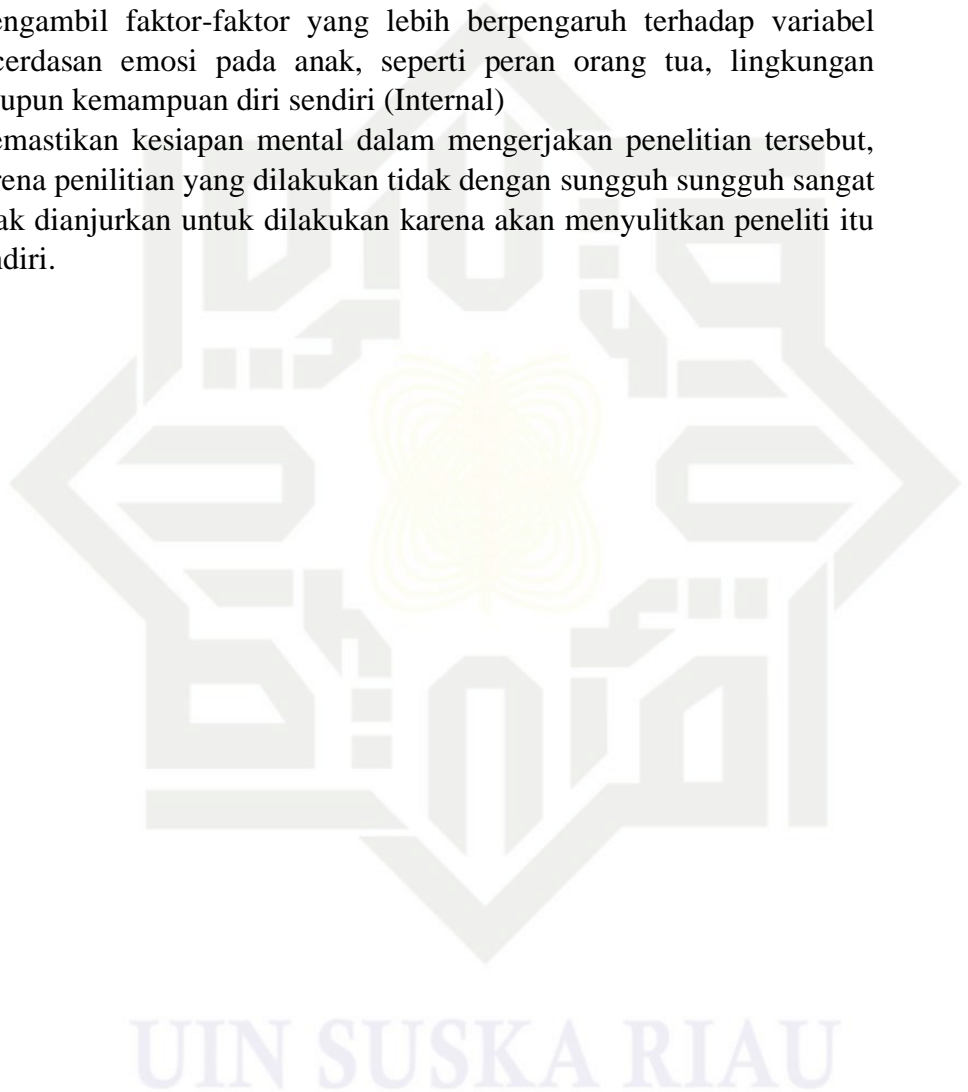 engambil faktor-faktor yang lebih berpengaruh terhadap variabel
cerdasan emosi pada anak, seperti peran orang tua, lingkungan
upun kemampuan diri sendiri (Internal)
emastikan kesiapan mental dalam mengerjakan penelitian tersebut,
rena penilitian yang dilakukan tidak dengan sungguh sungguh sangat
ak dianjurkan untuk dilakukan karena akan menyulitkan peneliti itu
ndiri.
UIN SUSKA RIAU